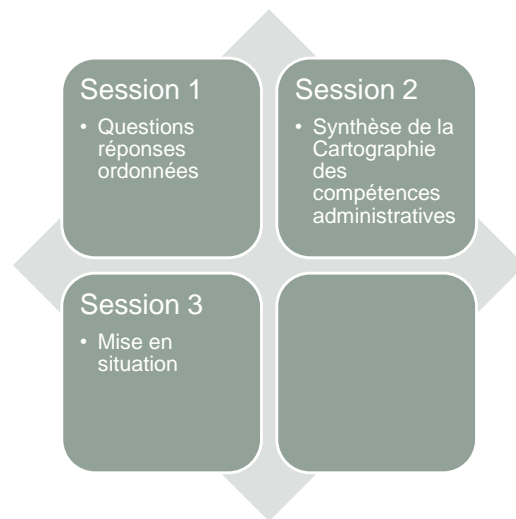 Session 1
• Questions
réponses
ordonnées
Session 2
• Synthèse de la
Cartographie
des
compétences
administratives
Session 3
• Mise en
situation